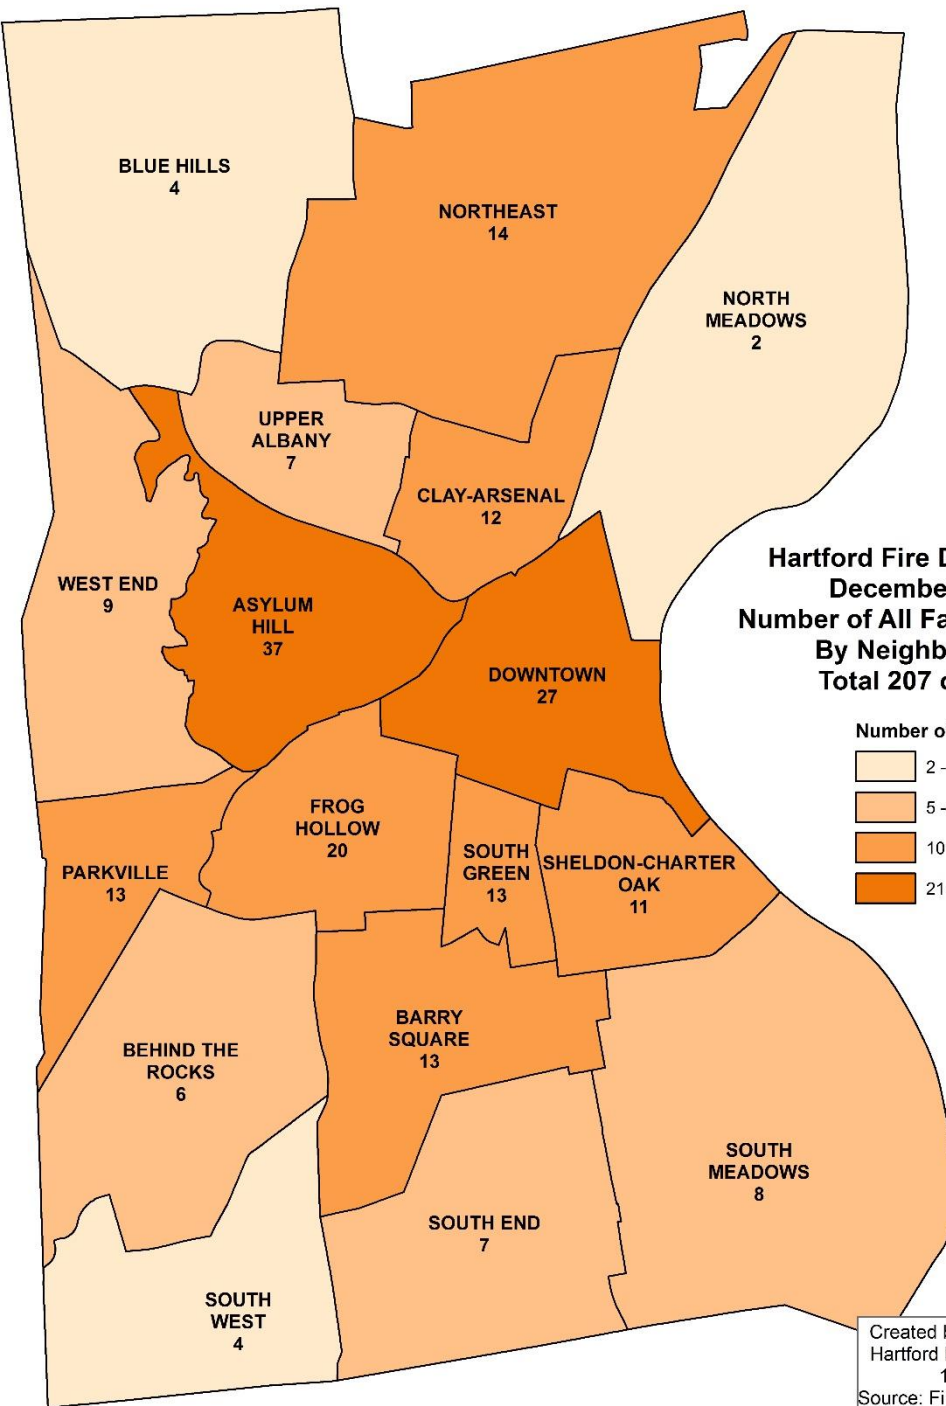 BLUE HILLS
4
NORTHEAST
14
NORTH
MEADOWS
2
UPPER
ALBANY
7
CLAY-ARSENAL
12
WEST END
9
ASYLUM
HILL
37
DOWNTOWN
27
Hartford Fire
Decembe
Number of All Fa
By Neighb
Total 207
Number o
2 -
5 -
10
21
FROG
HOLLOW
20
SOUTH
GREEN
13
SHELDON-CHARTER
OAK
11
PARKVILLE
13
BARRY
SQUARE
13
BEHIND THE
ROCKS
6
SOUTH
MEADOWS
8
SOUTH END
7
SOUTH
WEST
4
Created
Hartford
1
Source: Fi